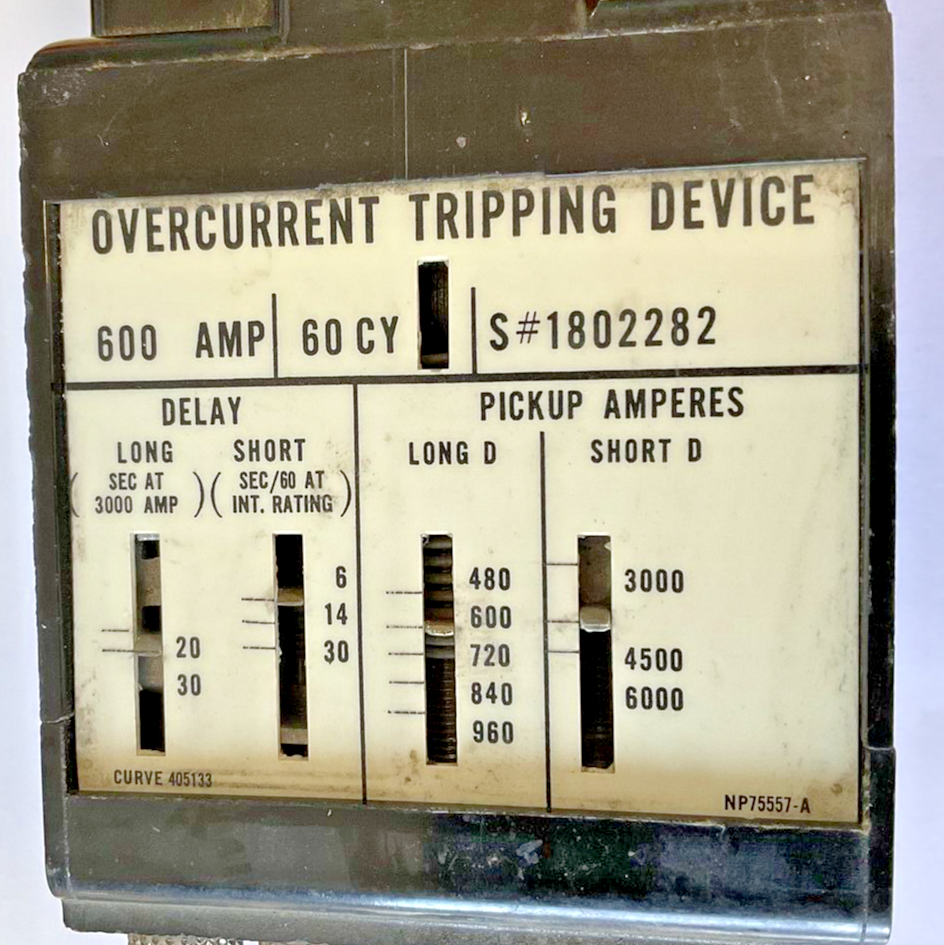 OVERCURRENT TRIPPING DEVICE
600 AMP 60 CY S#1802282
DELAY
LONG SHORT
(SEC AT 3000 AMP) (SEC/60 AT INT. RATING)
6
14
30
20
30
PICKUP AMPERES
LONG D SHORT D
480
600
720
840
960
3000
4500
6000
CURVE 405133
NP75557-A